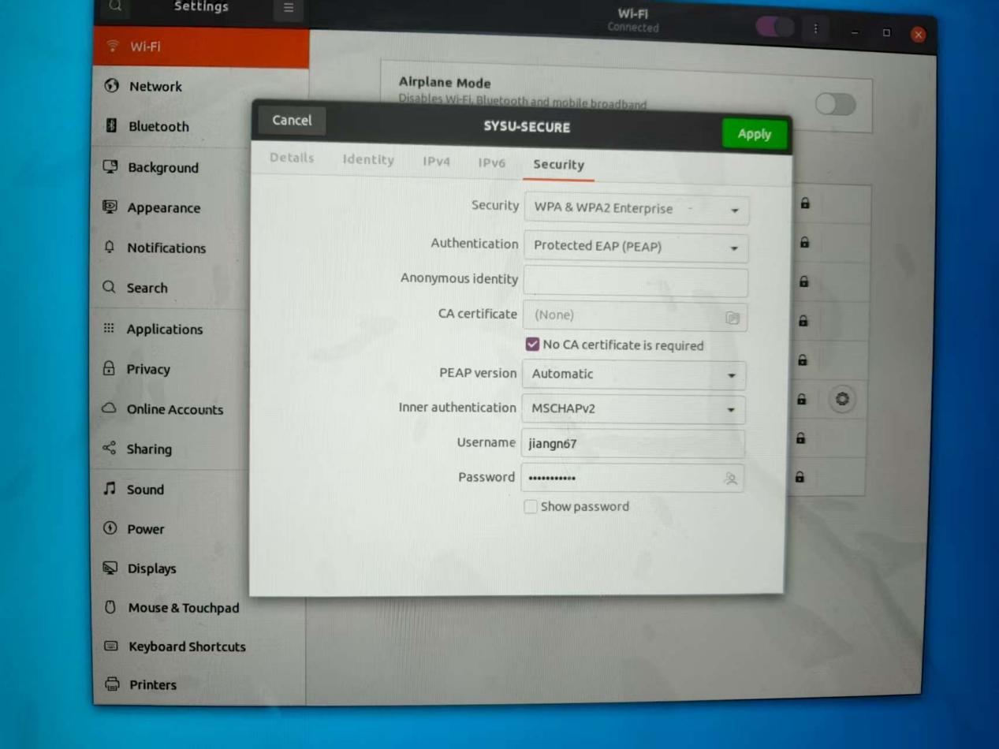 Settings
Wi-Fi
Connected
Wi-Fi
Network
Bluetooth
Background
Appearance
Notifications
Search
Applications
Privacy
Online Accounts
Sharing
Sound
Power
Displays
Mouse & Touchpad
Keyboard Shortcuts
Printers
Airplane Mode
Disables Wi-Fi, Bluetooth and mobile broadband
Cancel
SYSU-SECURE
Apply
Details Identity IPv4 IPv6 Security
Security WPA & WPA2 Enterprise
Authentication Protected EAP (PEAP)
Anonymous identity
CA certificate (None)
No CA certificate is required
PEAP version Automatic
Inner authentication MSCHAPv2
Username jiangn67
Password •••••••••••
Show password